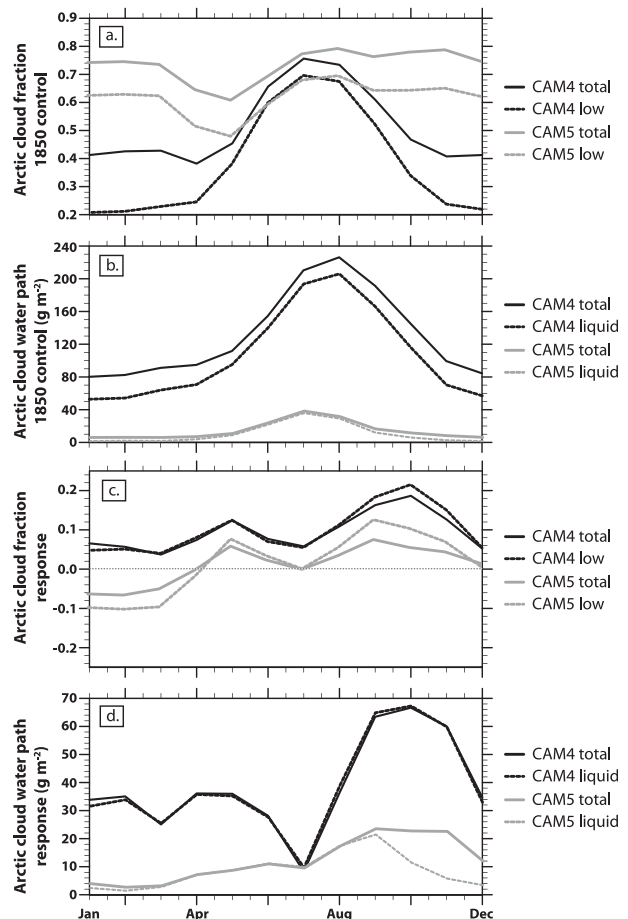 a.
Arctic cloud fraction
1850 control
0.9
0.8
0.7
0.6
0.5
0.4
0.3
0.2
CAM4 total
CAM4 low
CAM5 total
CAM5 low
b.
Arctic cloud water path
1850 control (g m-2)
240
200
160
120
80
40
0
CAM4 total
CAM4 liquid
CAM5 total
CAM5 liquid
c.
Arctic cloud fraction
response
0.2
0.1
0.0
-0.1
-0.2
CAM4 total
CAM4 low
CAM5 total
CAM5 low
d.
Arctic cloud water path
response (g m-2)
70
60
50
40
30
20
10
0
CAM4 total
CAM4 liquid
CAM5 total
CAM5 liquid
Jan Apr Aug Dec